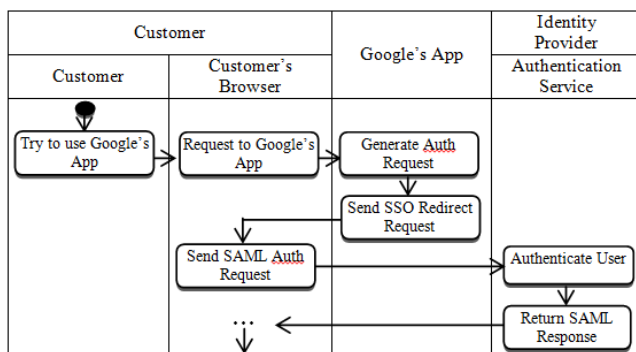 Customer
Google's App
Identity
Provider
Customer
Customer's
Browser
Authentication
Service
Try to use Google's
App
Request to Google's
App
Generate Auth
Request
Send SSO Redirect
Request
Send SAML Auth
Request
Authenticate User
Return SAML
Response
...